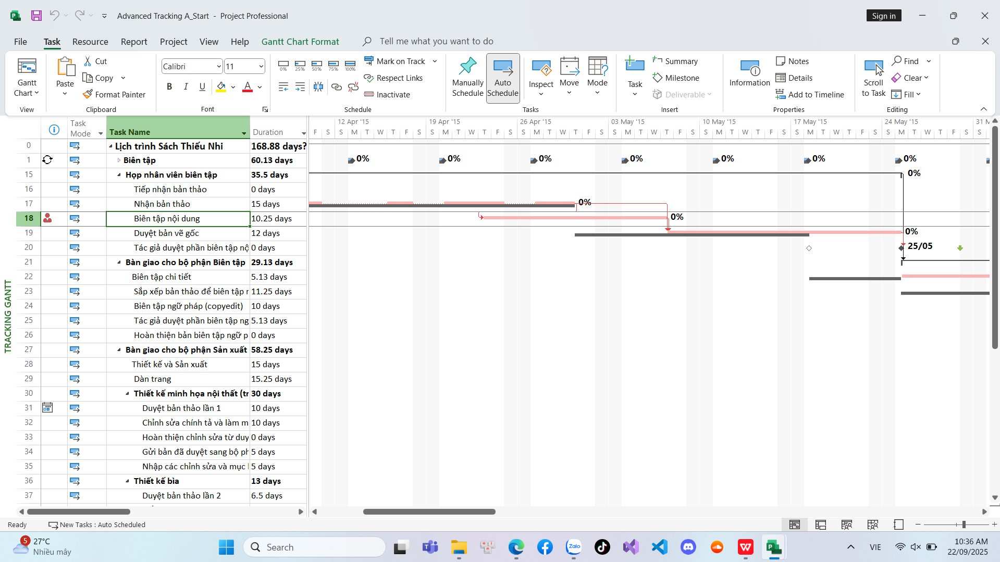 Advanced Tracking A_Start - Project Professional
Sign in
File Task Resource Report Project View Help Gantt Chart Format Tell me what you want to do
Gantt Chart
View
Paste
Cut
Copy
Format Painter
Clipboard
Calibri 11
B I U A
Font
0% 25% 50% 75% 100%
Mark on Track
Respect Links
Inactivate
Schedule
Manually Schedule
Auto Schedule
Inspect
Move
Mode
Tasks
Task
Summary
Milestone
Deliverable
Insert
Information
Notes
Details
Add to Timeline
Properties
Scroll to Task
Find
Clear
Fill
Editing
Task Mode Task Name Duration
12 Apr '15 19 Apr '15 26 Apr '15 03 May '15 10 May '15 17 May '15 24 May '15 31 M
F S S M T W T F S S M T W T F S S M T W T F S S M T W T F S S M T W T F S S M T W T F S S M T W T F S S
0 Lịch trình Sách Thiếu Nhi 168.88 days?
1 Biên tập 60.13 days 0% 0% 0% 0% 0% 0% 0%
15 Họp nhân viên biên tập 35.5 days 0%
16 Tiếp nhận bản thảo 0 days
17 Nhận bản thảo 15 days 0%
18 Biên tập nội dung 10.25 days 0%
19 Duyệt bản vẽ gốc 12 days 0%
20 Tác giả duyệt phần biên tập nộ 0 days 25/05
21 Bàn giao cho bộ phận Biên tập 29.13 days
22 Biên tập chi tiết 5.13 days
23 Sắp xếp bản thảo để biên tập r 11.25 days
24 Biên tập ngữ pháp (copyedit) 10 days
25 Tác giả duyệt phần biên tập ng 5.13 days
26 Hoàn thiện bản biên tập ngữ p 0 days
27 Bàn giao cho bộ phận Sản xuất 58.25 days
28 Thiết kế và Sản xuất 15 days
29 Dàn trang 15.25 days
30 Thiết kế minh họa nội thất (tr 30 days
31 Duyệt bản thảo lần 1 10 days
32 Chỉnh sửa chính tả và làm m 10 days
33 Hoàn thiện chỉnh sửa từ duy 0 days
34 Gửi bản đã duyệt sang bộ ph 5 days
35 Nhập các chỉnh sửa và mục 5 days
36 Thiết kế bìa 13 days
37 Duyệt bản thảo lần 2 6.5 days
TRACKING GANTT
Ready New Tasks : Auto Scheduled
5
27°C
Nhiều mây
Search
Zalo
VIE
10:36 AM
22/09/2025